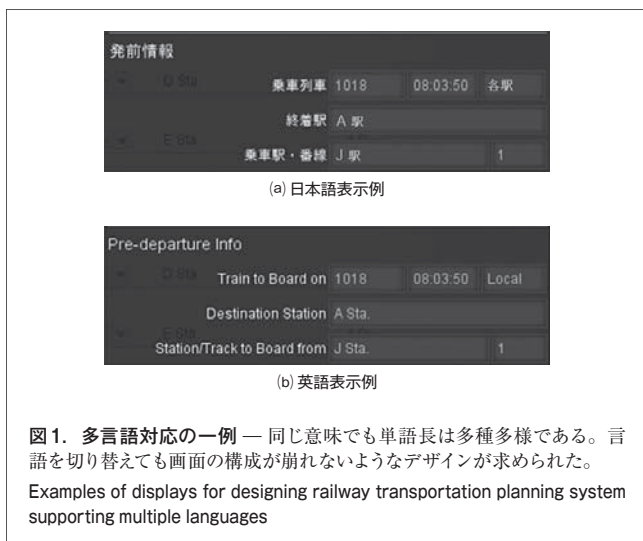 発前情報
D Sta
乗車列車 1018 08:03:50 各駅
終着駅 A 駅
E Sta
乗車駅・番線 J 駅 1
(a) 日本語表示例
Pre-departure Info
D Sta
Train to Board on 1018 08:03:50 Local
Destination Station A Sta.
E Sta
Station/Track to Board from J Sta. 1
(b) 英語表示例
図1. 多言語対応の一例 — 同じ意味でも単語長は多種多様である。言
語を切り替えても画面の構成が崩れないようなデザインが求められた。
Examples of displays for designing railway transportation planning system
supporting multiple languages